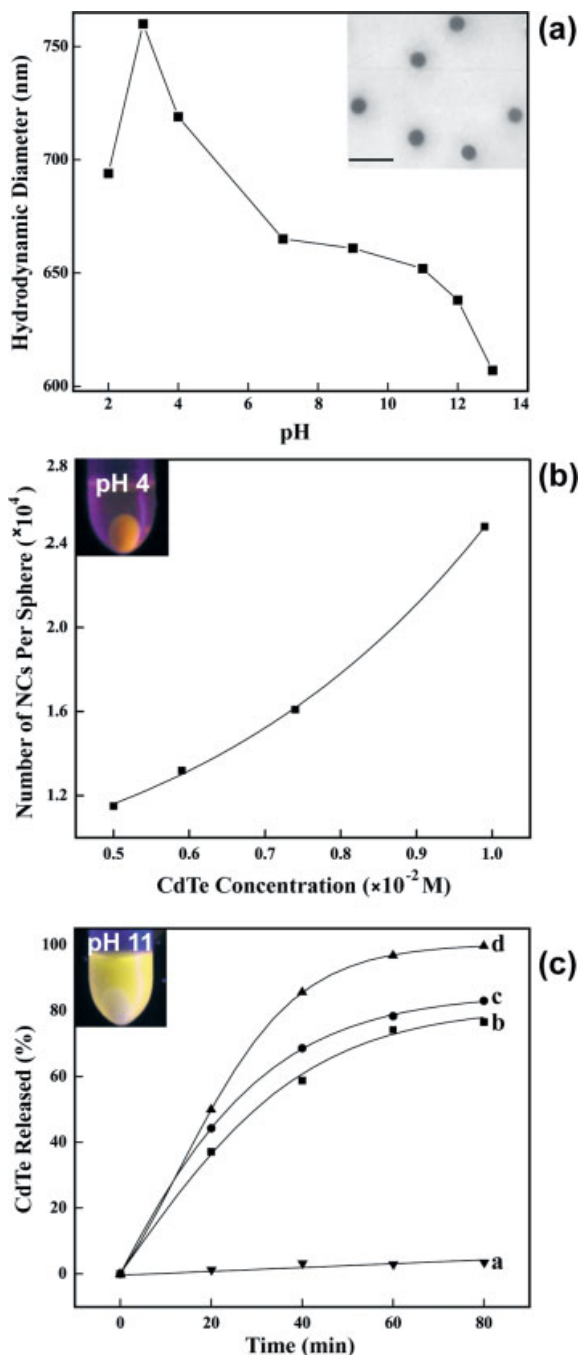 (a)
Hydrodynamic Diameter (nm)
750
700
650
600
2 4 6 8 10 12 14
pH
(b)
pH 4
Number of NCs Per Sphere (×10⁴)
2.8
2.4
2.0
1.6
1.2
0.5 0.6 0.7 0.8 0.9 1.0
CdTe Concentration (×10⁻² M)
(c)
pH 11
CdTe Released (%)
100
80
60
40
20
0
d
c
b
a
0 20 40 60 80
Time (min)